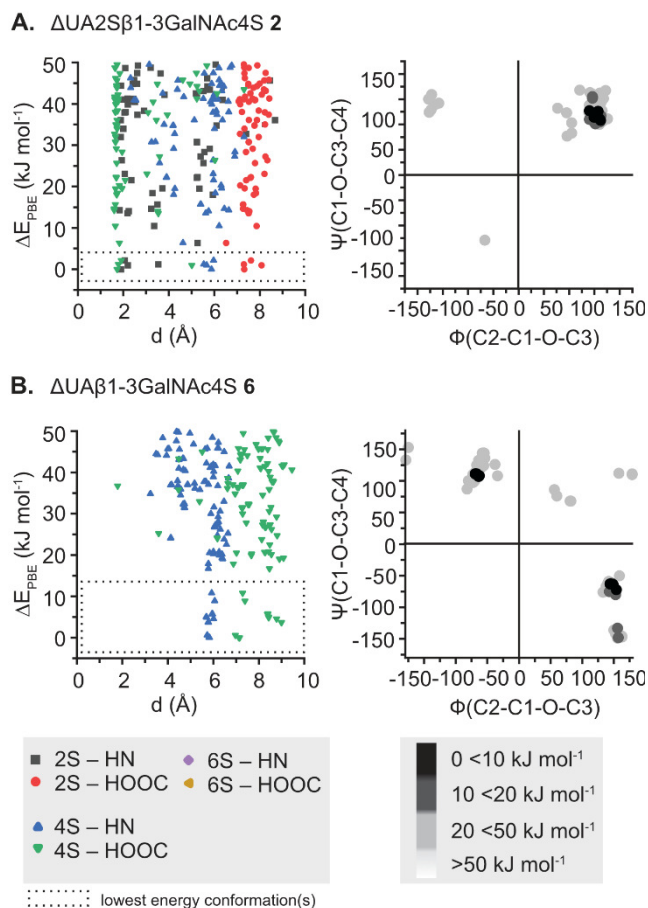 A. ΔUA2Sβ1-3GalNAc4S 2
50
40
30
20
10
0
ΔE_PBE (kJ mol⁻¹)
0 2 4 6 8 10
d (Å)
150
100
50
0
-50
-100
-150
Ψ(C1-O-C3-C4)
-150 -100 -50 0 50 100 150
Φ(C2-C1-O-C3)
B. ΔUAβ1-3GalNAc4S 6
50
40
30
20
10
0
ΔE_PBE (kJ mol⁻¹)
0 2 4 6 8 10
d (Å)
150
100
50
0
-50
-100
-150
Ψ(C1-O-C3-C4)
-150 -100 -50 0 50 100 150
Φ(C2-C1-O-C3)
2S – HN
2S – HOOC
4S – HN
4S – HOOC
6S – HN
6S – HOOC
lowest energy conformation(s)
0 <10 kJ mol⁻¹
10 <20 kJ mol⁻¹
20 <50 kJ mol⁻¹
>50 kJ mol⁻¹